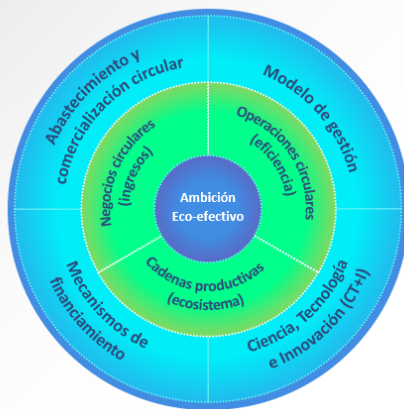 Abastecimiento y
comercialización circular
Modelo de gestión
Negocios circulares
(ingresos)
Operaciones circulares
(eficiencia)
Ambición
Eco-efectivo
Cadenas productivas
(ecosistema)
Mecanismos de
financiamiento
Ciencia, Tecnología
e Innovación (CT+I)